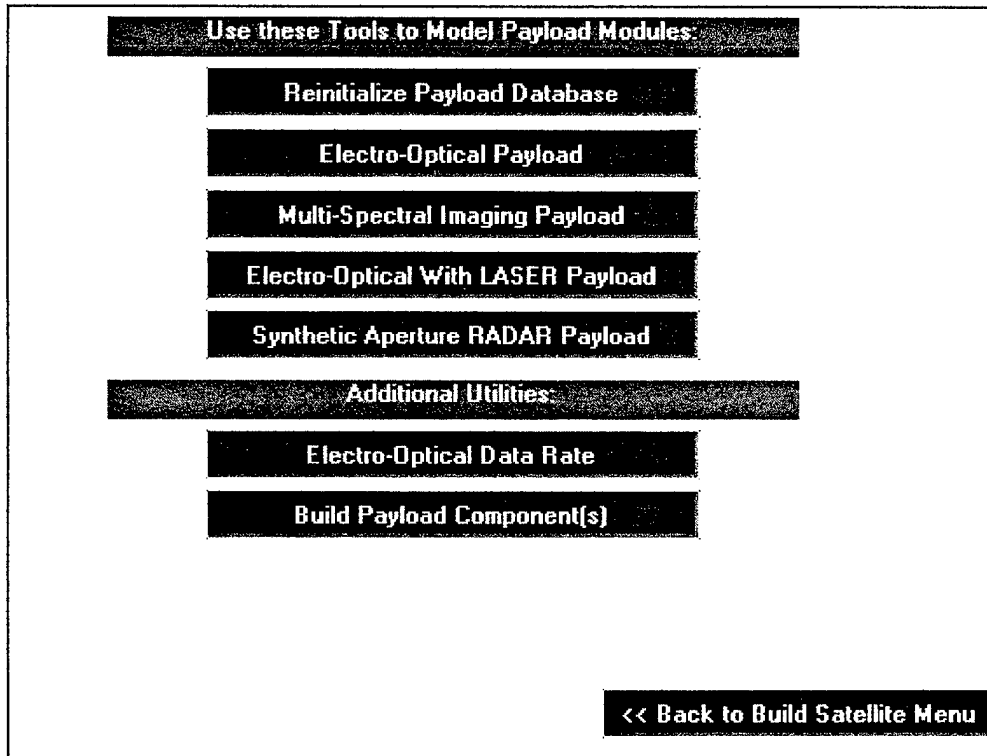 Use these Tools to Model Payload Modules:
Reinitialize Payload Database
Electro-Optical Payload
Multi-Spectral Imaging Payload
Electro-Optical With LASER Payload
Synthetic Aperture RADAR Payload
Additional Utilities:
Electro-Optical Data Rate
Build Payload Component(s)
<< Back to Build Satellite Menu